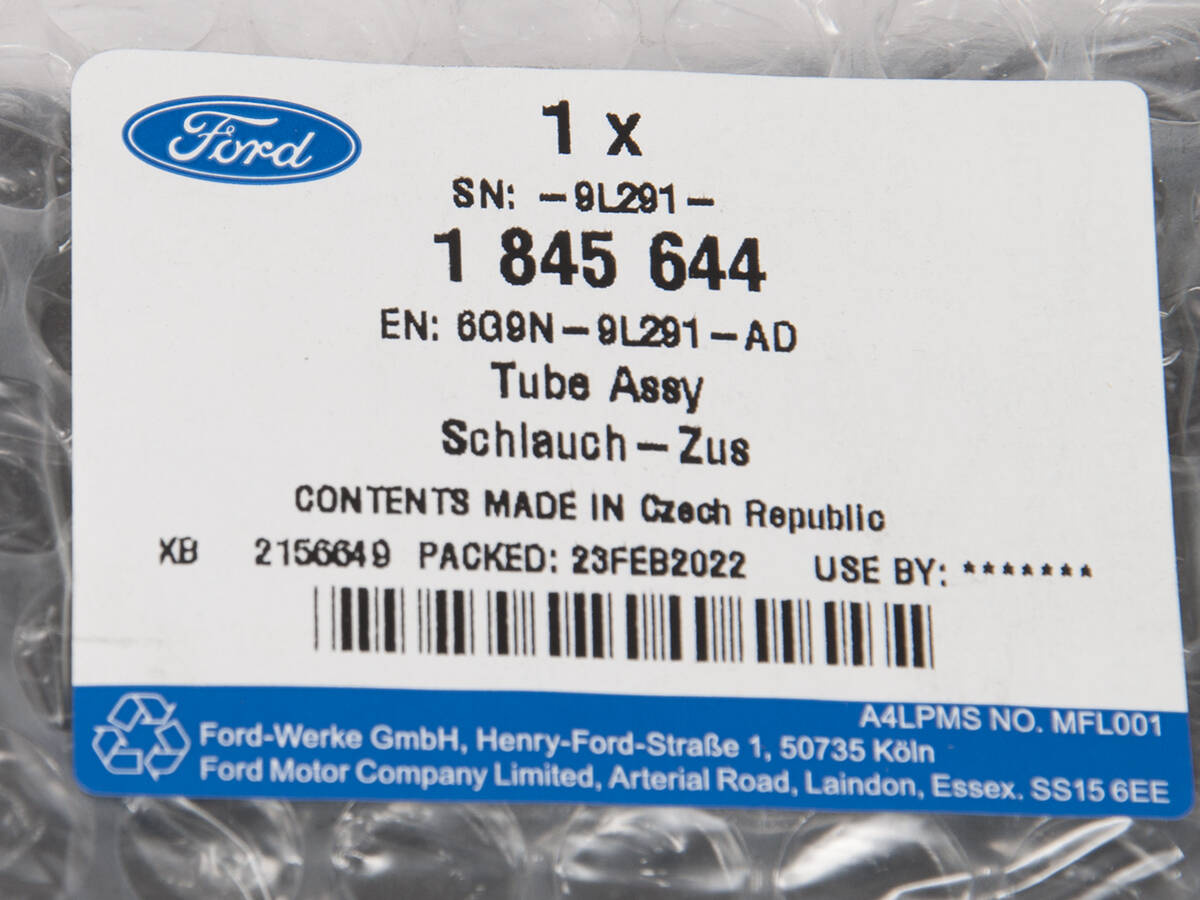 Ford
1 x
SN: -9L291-
1 845 644
EN: 6G9N-9L291-AD
Tube Assy
Schlauch-Zus
CONTENTS MADE IN Czech Republic
XB 2156649 PACKED: 23FEB2022 USE BY: *******
A4LPMS NO. MFL001
Ford-Werke GmbH, Henry-Ford-Straße 1, 50735 Köln
Ford Motor Company Limited, Arterial Road, Laindon, Essex. SS15 6EE